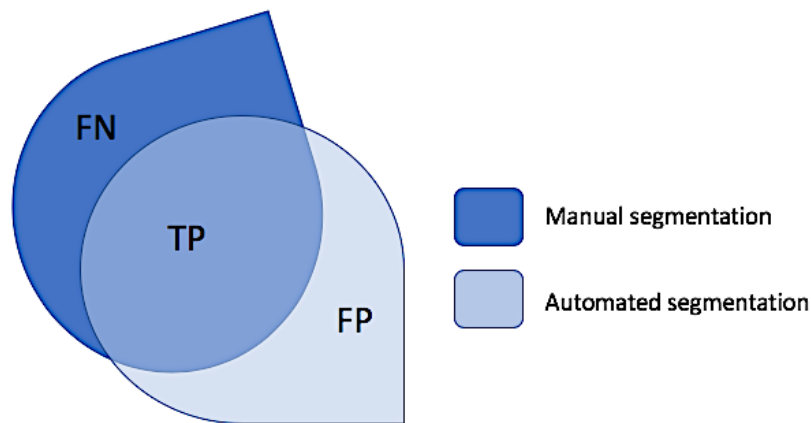 FN
TP
FP
Manual segmentation
Automated segmentation